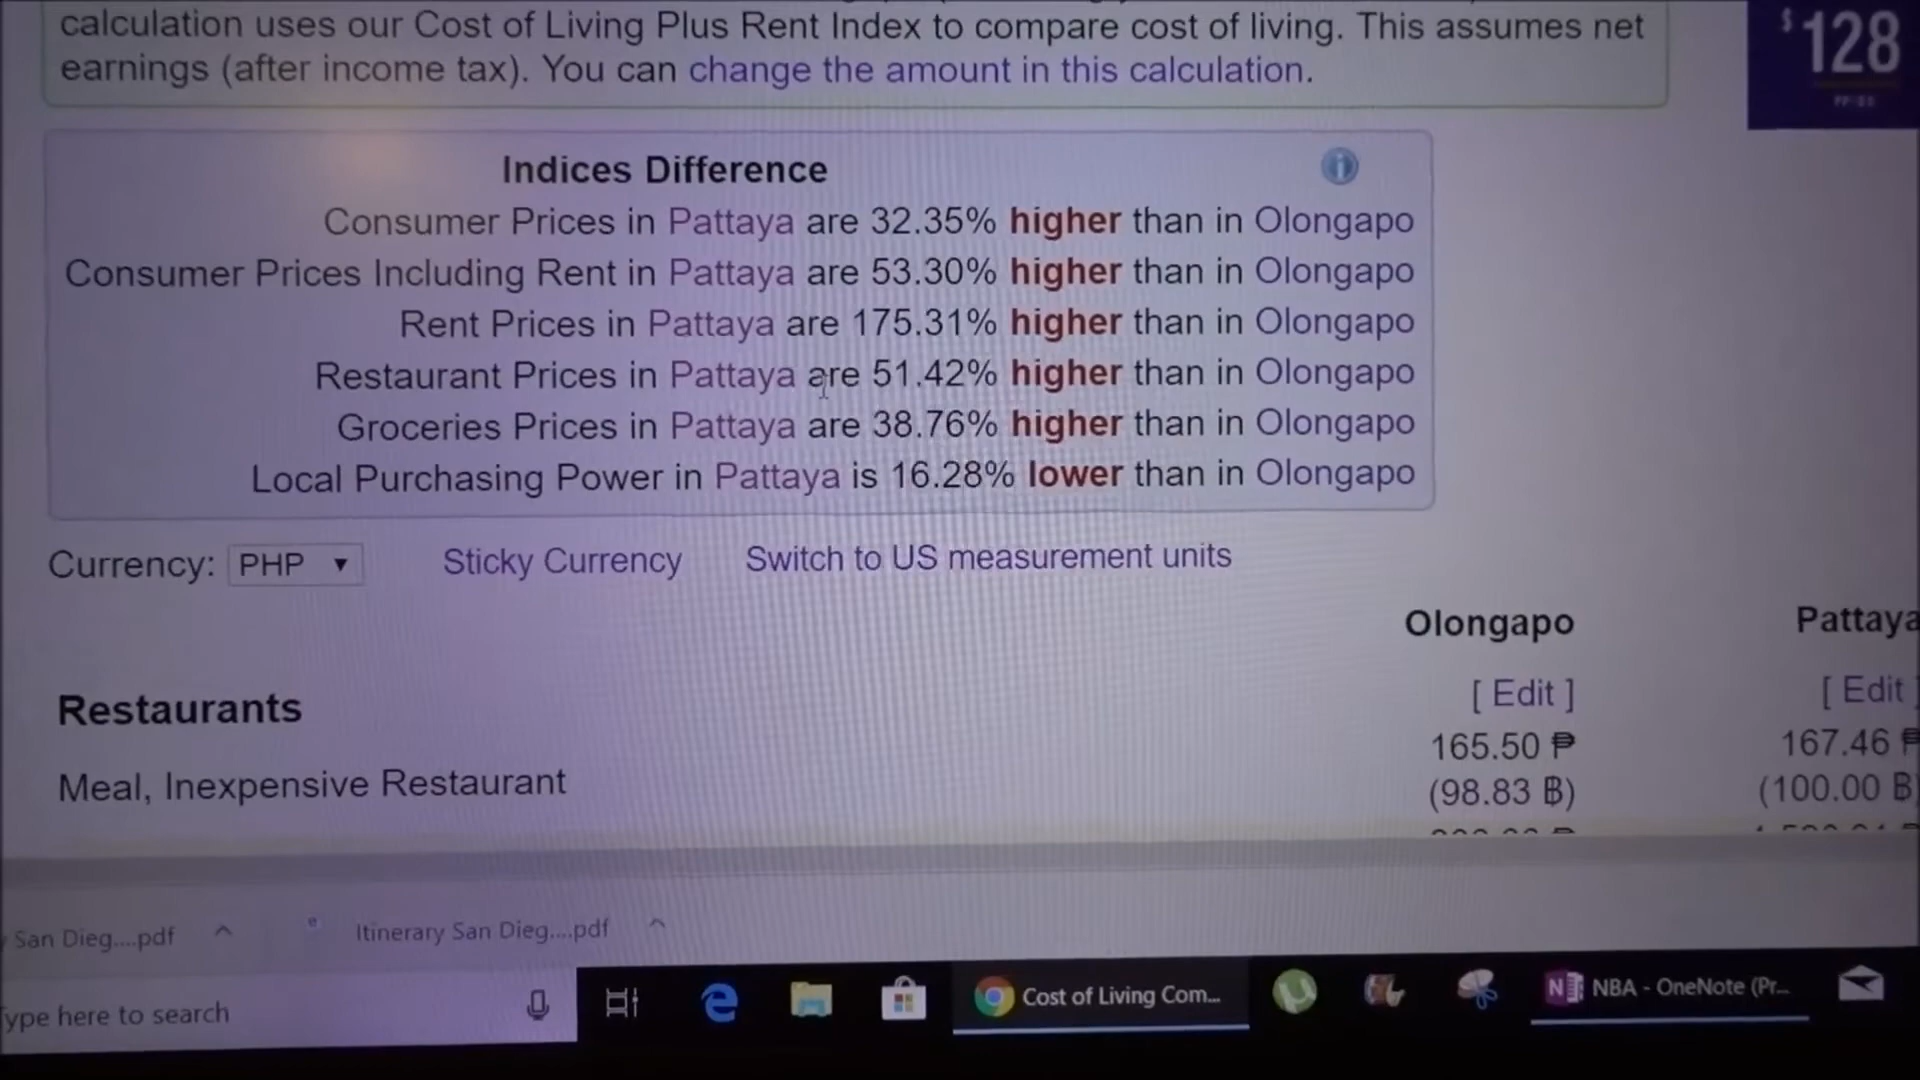 calculation uses our Cost of Living Plus Rent Index to compare cost of living. This assumes net
earnings (after income tax). You can change the amount in this calculation.
$128
Indices Difference
Consumer Prices in Pattaya are 32.35% higher than in Olongapo
Consumer Prices Including Rent in Pattaya are 53.30% higher than in Olongapo
Rent Prices in Pattaya are 175.31% higher than in Olongapo
Restaurant Prices in Pattaya are 51.42% higher than in Olongapo
Groceries Prices in Pattaya are 38.76% higher than in Olongapo
Local Purchasing Power in Pattaya is 16.28% lower than in Olongapo
Currency: PHP Sticky Currency Switch to US measurement units
Olongapo Pattaya
Restaurants [ Edit ] [ Edit ]
165.50 ₱ 167.46 ₱
Meal, Inexpensive Restaurant (98.83 ฿) (100.00 ฿)
San Dieg....pdf Itinerary San Dieg....pdf
ype here to search Cost of Living Com... NBA - OneNote (Pr...